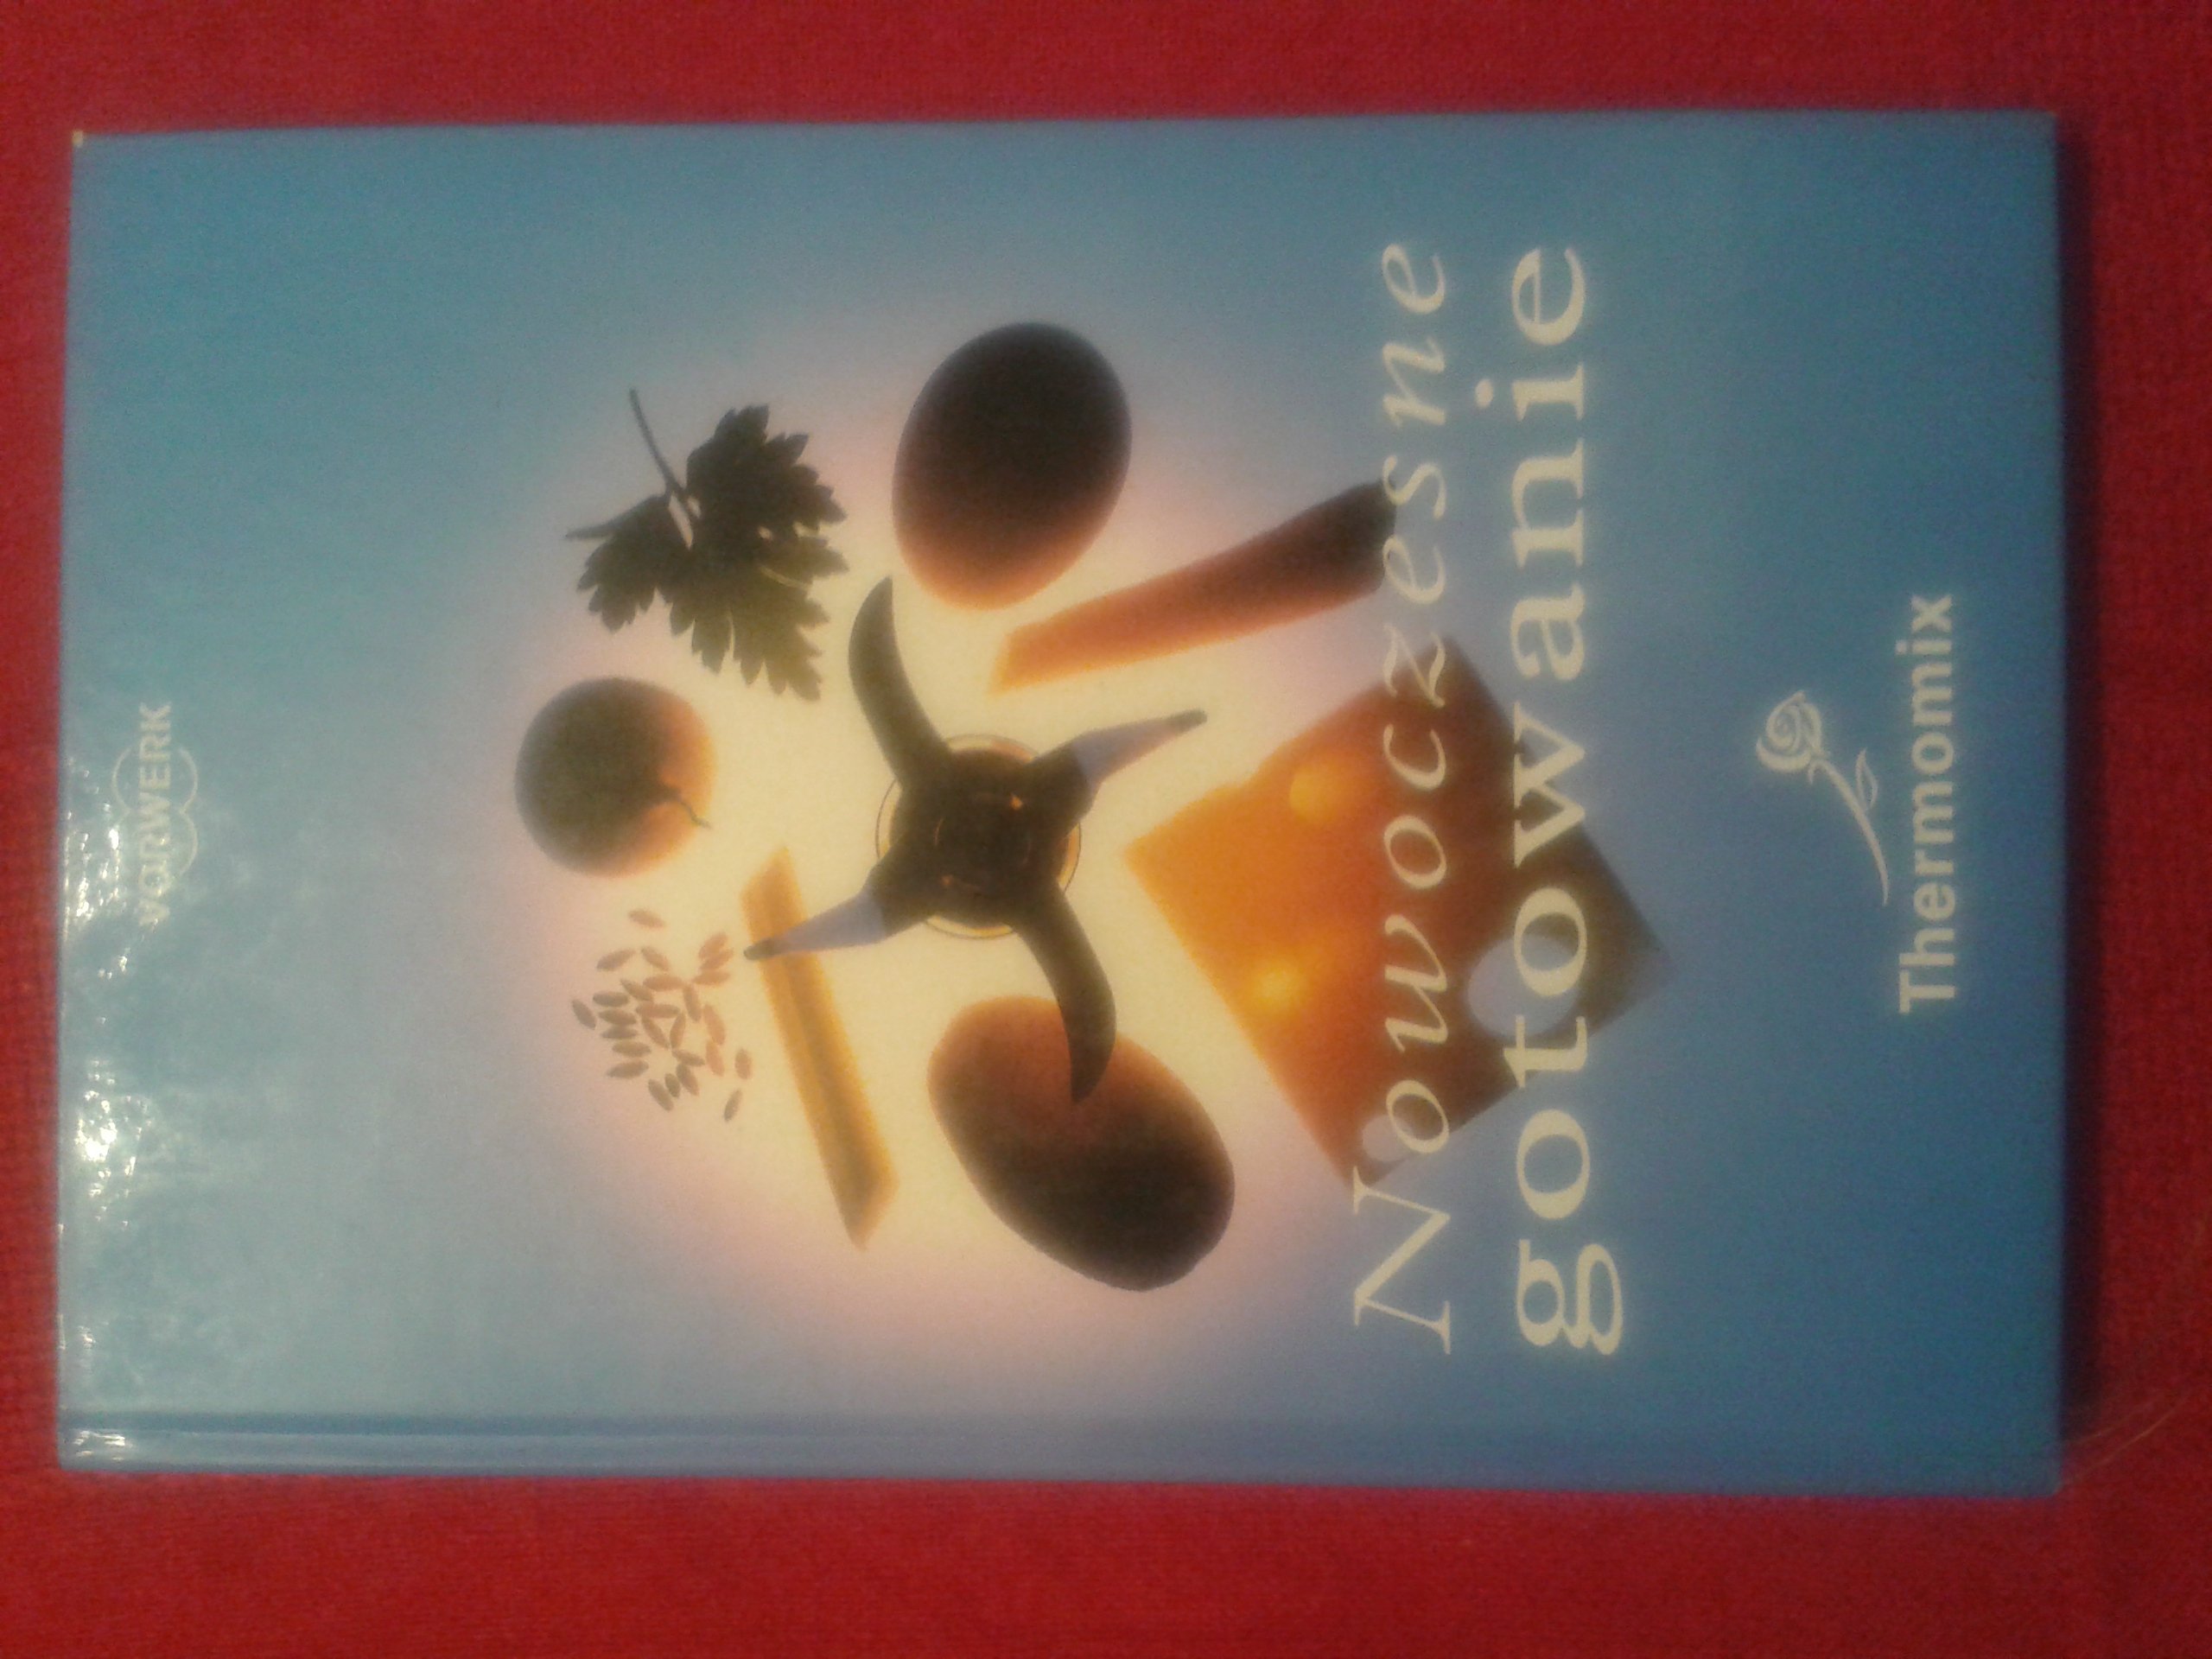 VORWERK
Nowoczesne
gotowanie
Thermomix